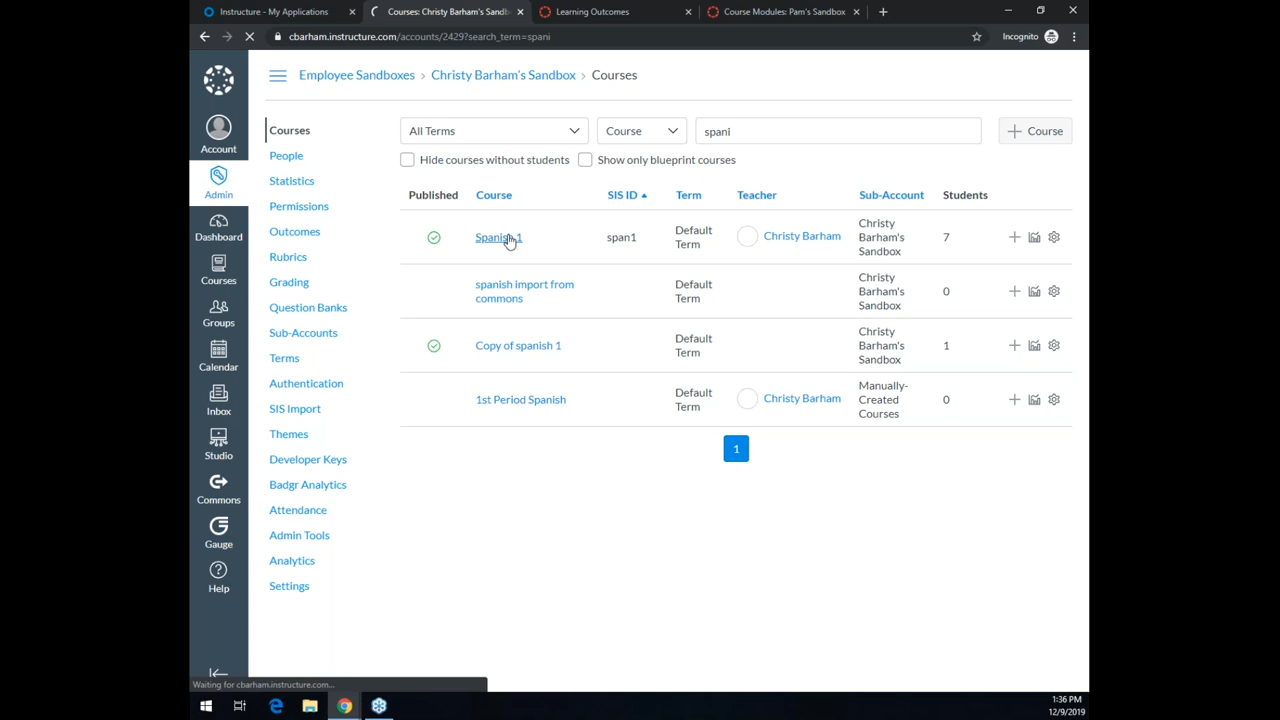 Instructure - My Applications
Courses: Christy Barham's Sandb
Learning Outcomes
Course Modules: Pam's Sandbox
cbarham.instructure.com/accounts/2429?search_term=spani
Incognito
Account
Admin
Dashboard
Courses
Groups
Calendar
Inbox
Studio
Commons
Gauge
Help
Employee Sandboxes › Christy Barham's Sandbox › Courses
Courses
People
Statistics
Permissions
Outcomes
Rubrics
Grading
Question Banks
Sub-Accounts
Terms
Authentication
SIS Import
Themes
Developer Keys
Badgr Analytics
Attendance
Admin Tools
Analytics
Settings
All Terms
Course
spani
Course
Hide courses without students
Show only blueprint courses
Published Course SIS ID Term Teacher Sub-Account Students
Spanish 1
span1
Default
Term
Christy Barham
Christy
Barham's
Sandbox
7
spanish import from
commons
Default
Term
Christy
Barham's
Sandbox
0
Copy of spanish 1
Default
Term
Christy
Barham's
Sandbox
1
1st Period Spanish
Default
Term
Christy Barham
Manually-
Created
Courses
0
1
Waiting for cbarham.instructure.com...
1:36 PM
12/9/2019